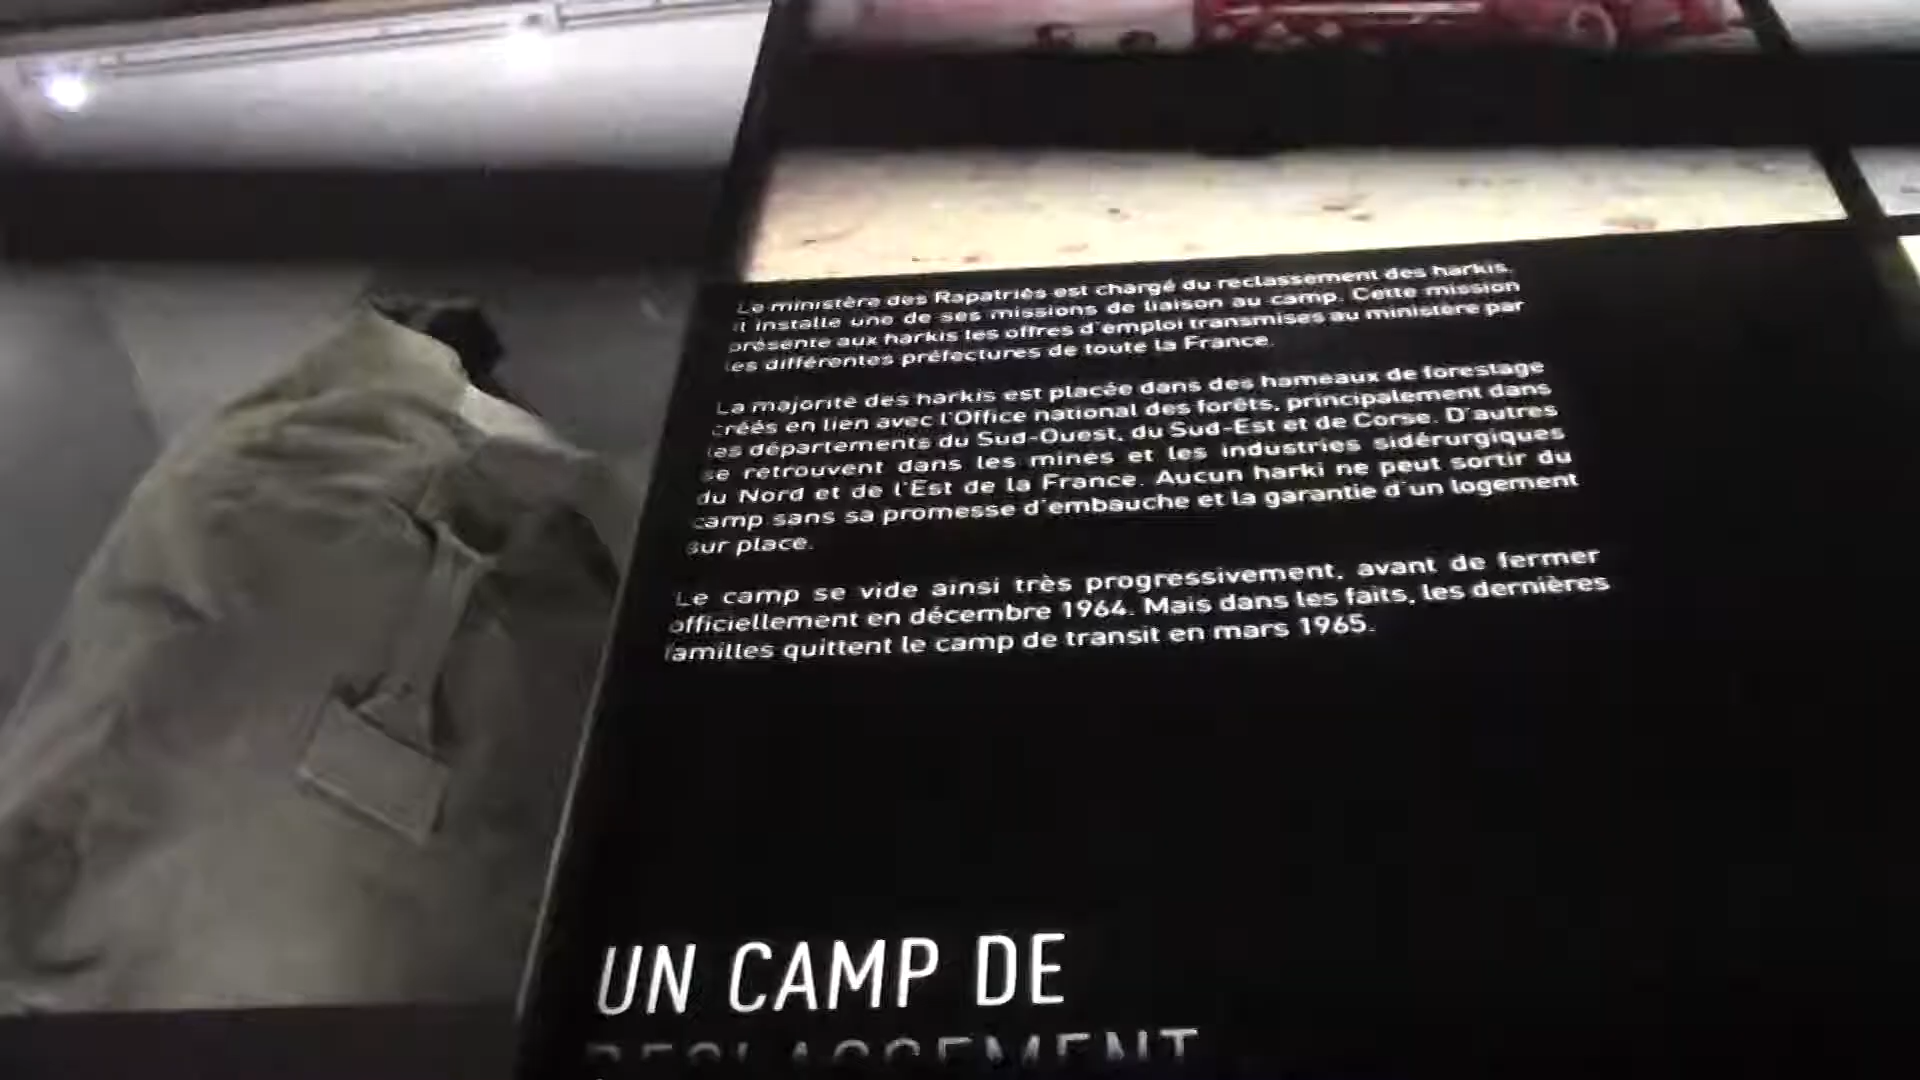 Le ministère des Rapatriés est chargé du reclassement des harkis.
Il installe une de ses missions de liaison au camp. Cette mission
présente aux harkis les offres d'emploi transmises au ministère par
les différentes préfectures de toute la France.
La majorité des harkis est placée dans des hameaux de forestage
créés en lien avec l'Office national des forêts, principalement dans
les départements du Sud-Ouest, du Sud-Est et de Corse. D'autres
se retrouvent dans les mines et les industries sidérurgiques
du Nord et de l'Est de la France. Aucun harki ne peut sortir du
camp sans sa promesse d'embauche et la garantie d'un logement
sur place.
Le camp se vide ainsi très progressivement, avant de fermer
officiellement en décembre 1964. Mais dans les faits, les dernières
familles quittent le camp de transit en mars 1965.
UN CAMP DE
RECLASSEMENT